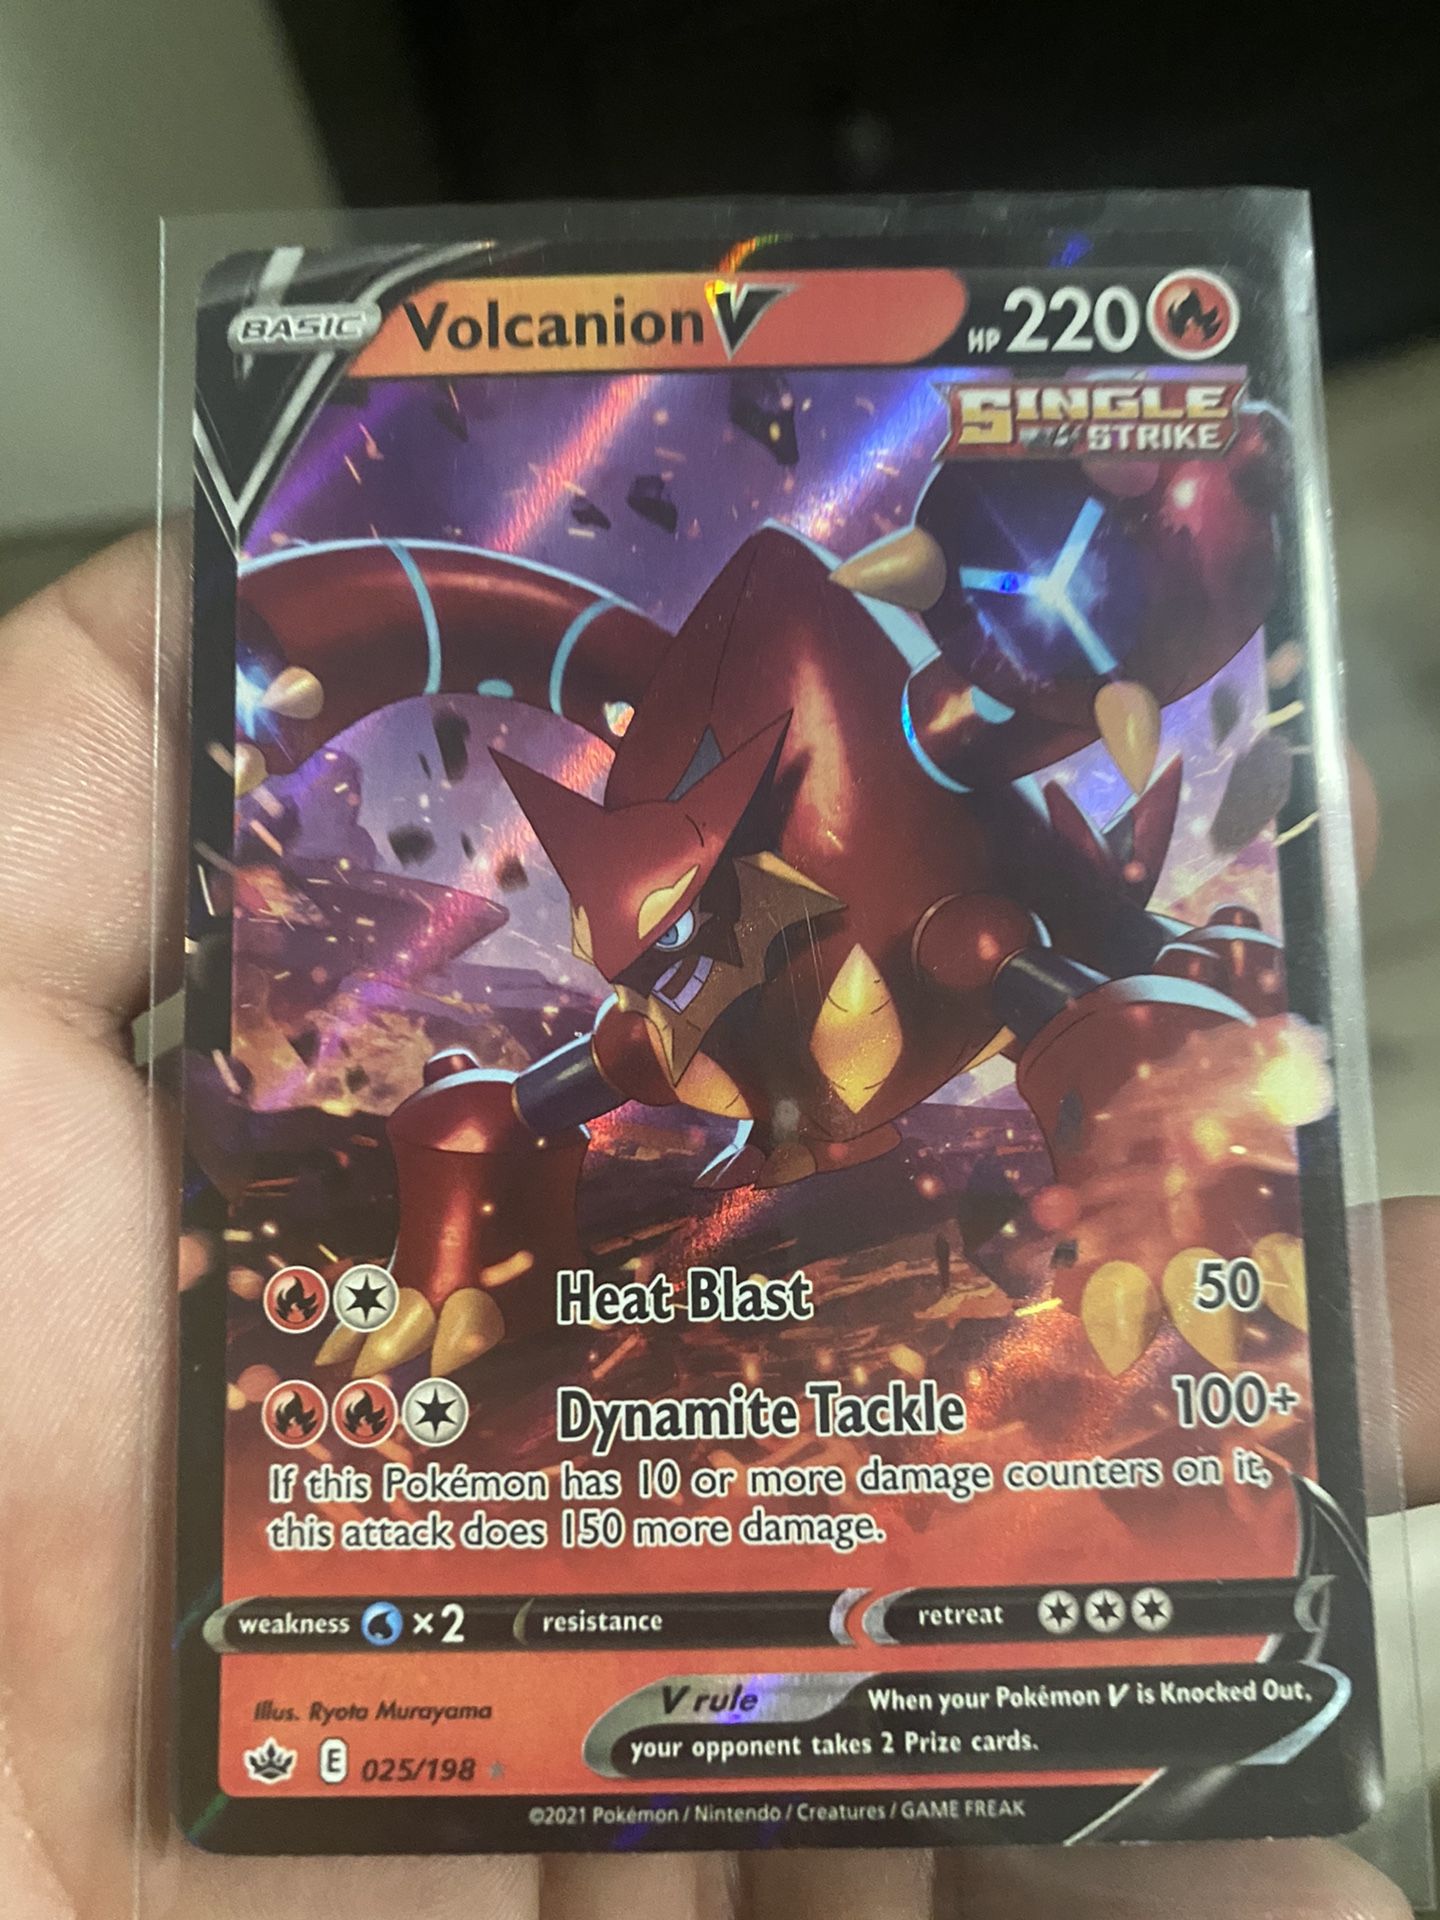 BASIC Volcanion V HP 220
SINGLE
STRIKE
Heat Blast 50
Dynamite Tackle 100+
If this Pokémon has 10 or more damage counters on it,
this attack does 150 more damage.
weakness ×2 resistance retreat
Illus. Ryota Murayama
V rule When your Pokémon V is Knocked Out,
your opponent takes 2 Prize cards.
E 025/198
©2021 Pokémon / Nintendo / Creatures / GAME FREAK